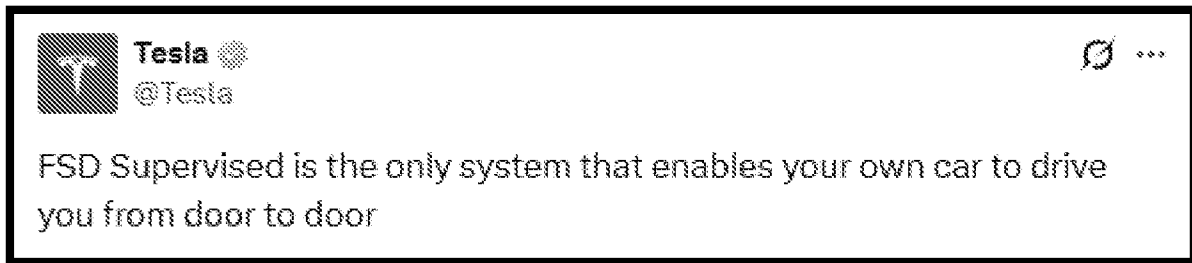 Tesla
@Tesla
FSD Supervised is the only system that enables your own car to drive
you from door to door